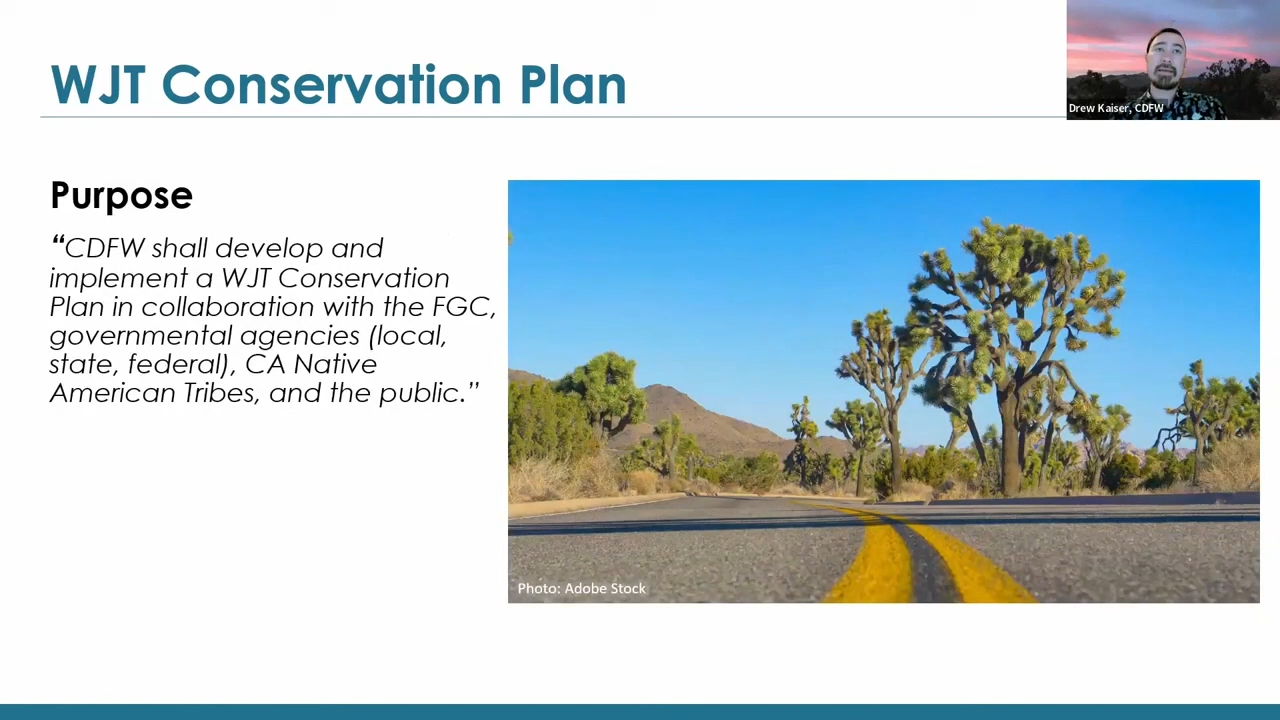 WJT Conservation Plan
Drew Kaiser, CDFW
Purpose
“CDFW shall develop and
implement a WJT Conservation
Plan in collaboration with the FGC,
governmental agencies (local,
state, federal), CA Native
American Tribes, and the public.”
Photo: Adobe Stock